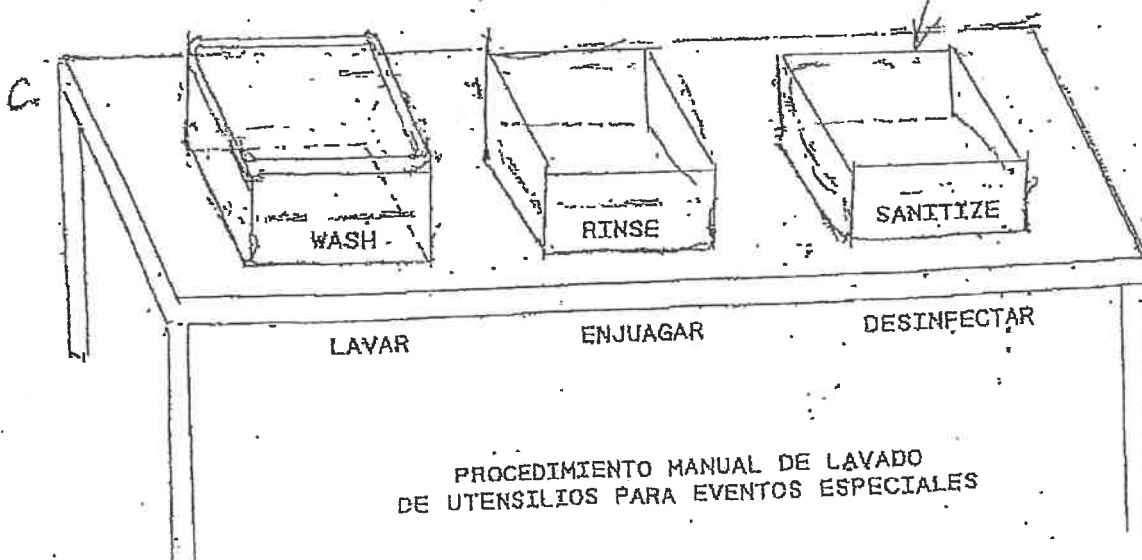 C.
WASH RINSE SANITIZE
LAVAR ENJUAGAR DESINFECTAR
PROCEDIMIENTO MANUAL DE LAVADO
DE UTENSILIOS PARA EVENTOS ESPECIALES